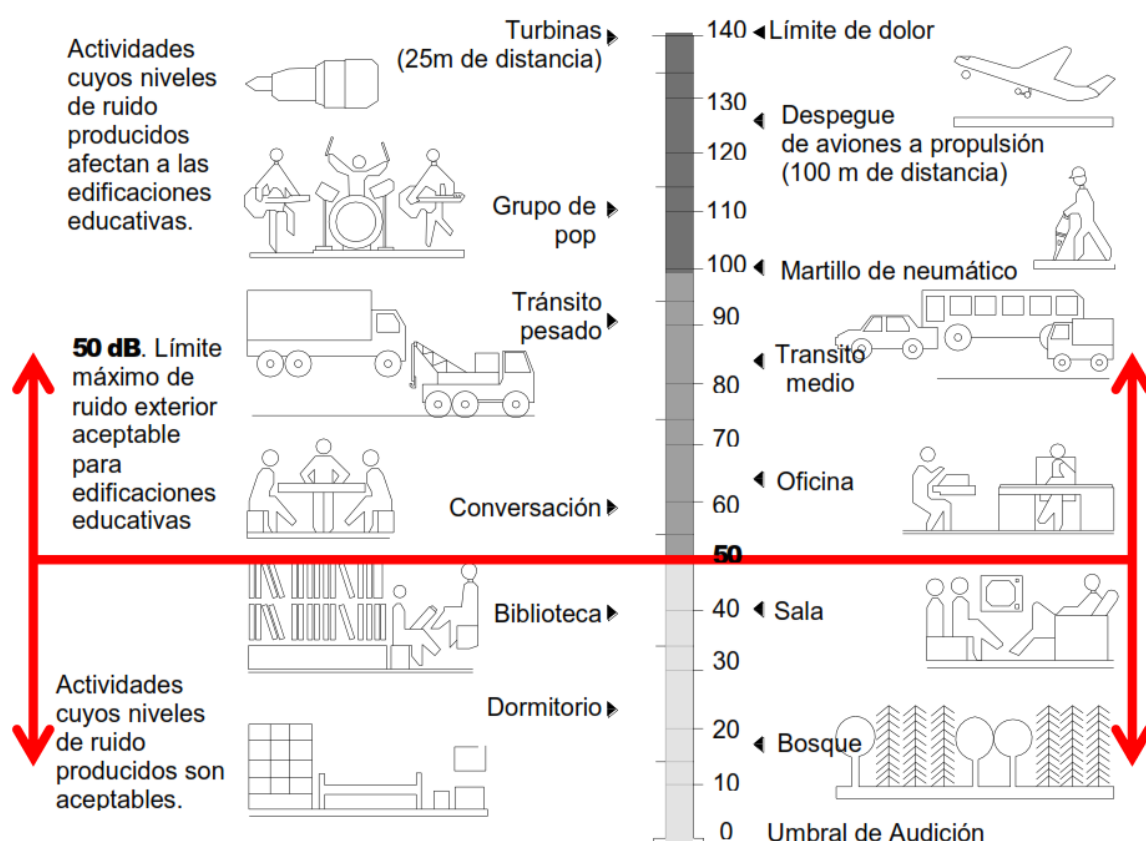 Actividades
cuyos niveles
de ruido
producidos
afectan a las
edificaciones
educativas.
50 dB. Límite
máximo de
ruido exterior
aceptable
para
edificaciones
educativas
Actividades
cuyos niveles
de ruido
producidos son
aceptables.
Turbinas
(25m de distancia)
Grupo de
pop
Tránsito
pesado
Conversación
Biblioteca
Dormitorio
140
130
120
110
100
90
80
70
60
50
40
30
20
10
0
Límite de dolor
Despegue
de aviones a propulsión
(100 m de distancia)
Martillo de neumático
Transito
medio
Oficina
Sala
Bosque
Umbral de Audición